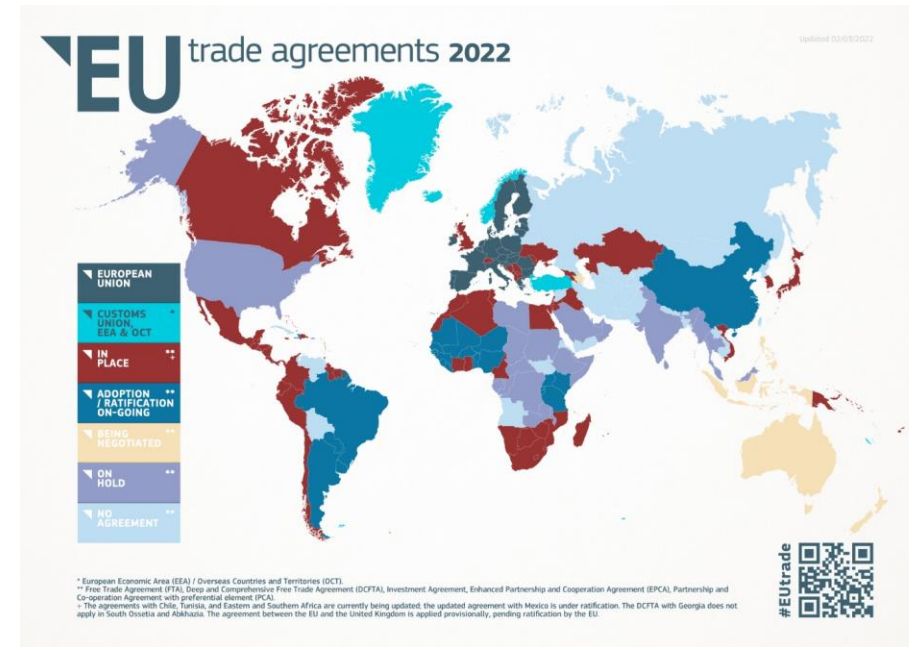 EU trade agreements 2022
Updated 02/03/2022
EUROPEAN
UNION
CUSTOMS *
UNION,
EEA & OCT
IN **
PLACE +
ADOPTION **
/ RATIFICATION
ON-GOING
BEING **
NEGOTIATED
ON **
HOLD
NO **
AGREEMENT
#EUtrade
* European Economic Area (EEA) / Overseas Countries and Territories (OCT).
** Free Trade Agreement (FTA), Deep and Comprehensive Free Trade Agreement (DCFTA), Investment Agreement, Enhanced Partnership and Cooperation Agreement (EPCA), Partnership and
Co-operation Agreement with preferential element (PCA).
+ The agreements with Chile, Tunisia, and Eastern and Southern Africa are currently being updated, the updated agreement with Mexico is under ratification. The DCFTA with Georgia does not
apply in South Ossetia and Abkhazia. The agreement between the EU and the United Kingdom is applied provisionally, pending ratification by the EU.